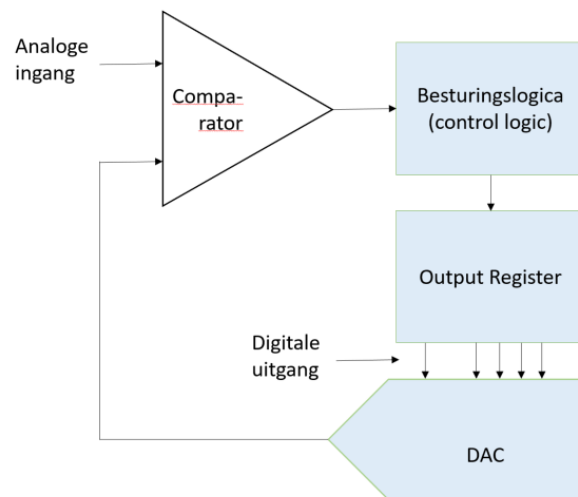 Analoge
ingang
Compa-
rator
Besturingslogica
(control logic)
Output Register
Digitale
uitgang
DAC